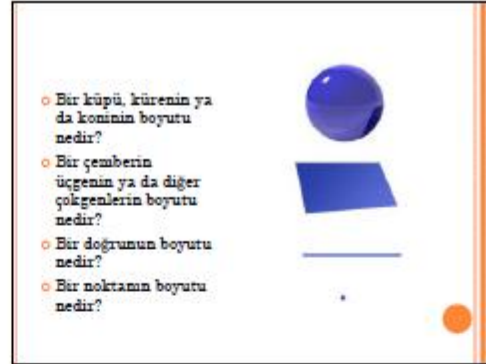 Bir küpü, kürenin ya
da koninin boyutu
nedir?
Bir çemberin
üçgenin ya da diğer
çokgenlerin boyutu
nedir?
Bir doğrunun boyutu
nedir?
Bir noktanın boyutu
nedir?